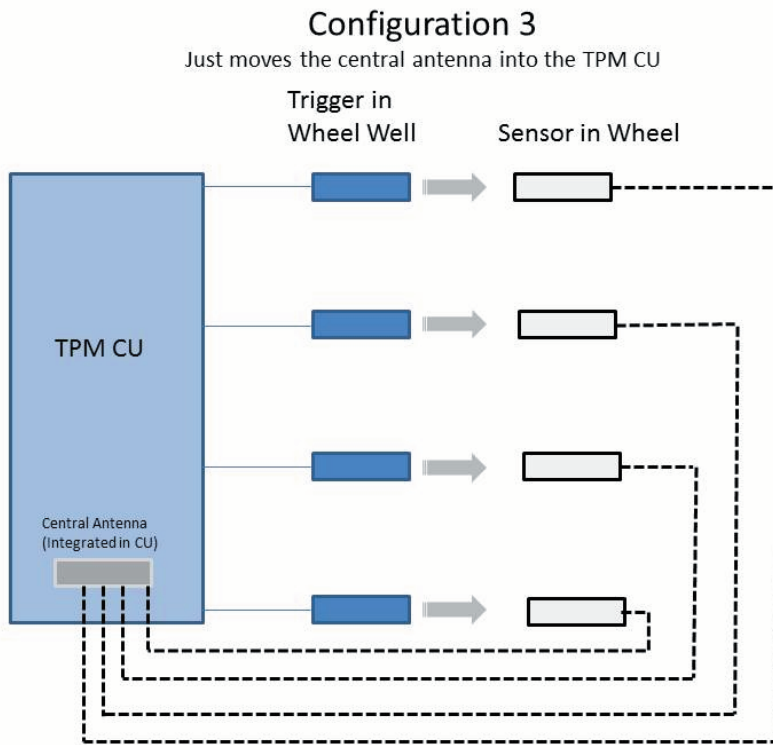 Configuration 3
Just moves the central antenna into the TPM CU
Trigger in
Wheel Well
Sensor in Wheel
TPM CU
Central Antenna
(Integrated in CU)